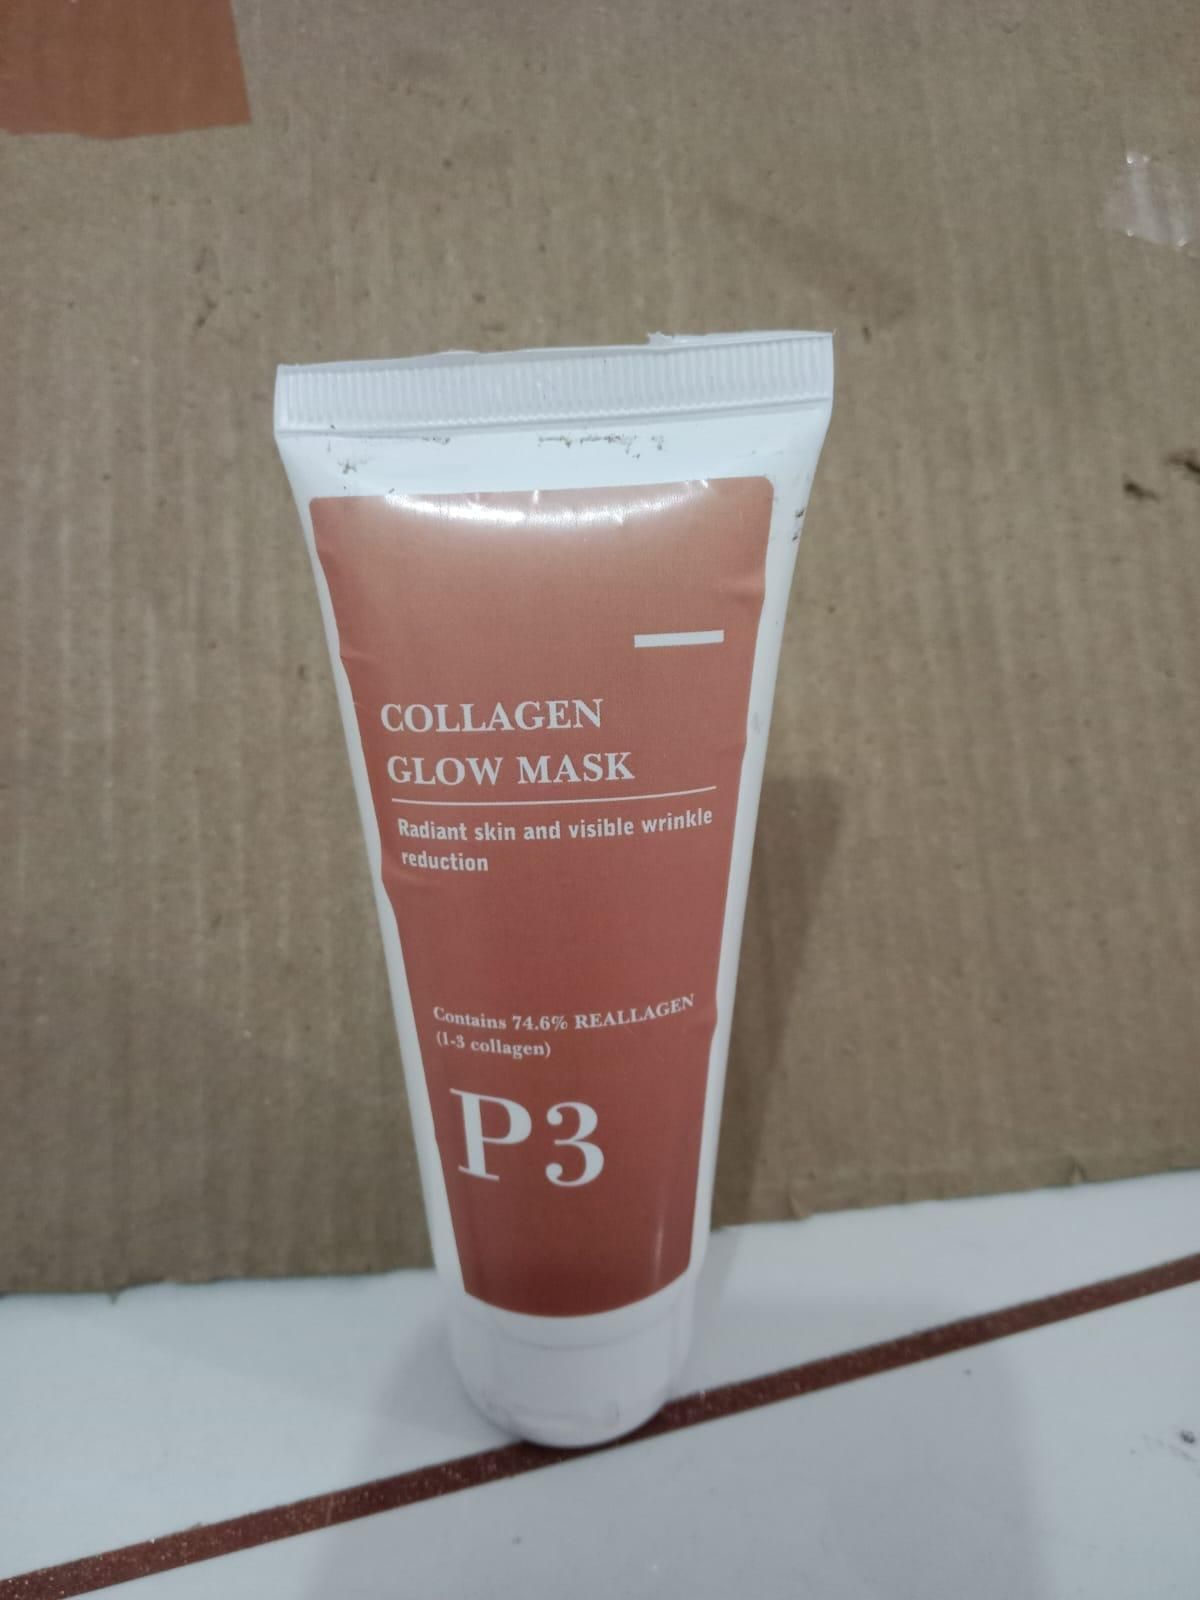 COLLAGEN
GLOW MASK
Radiant skin and visible wrinkle
reduction
Contains 74.6% REALLAGEN
(1-3 collagen)
P3